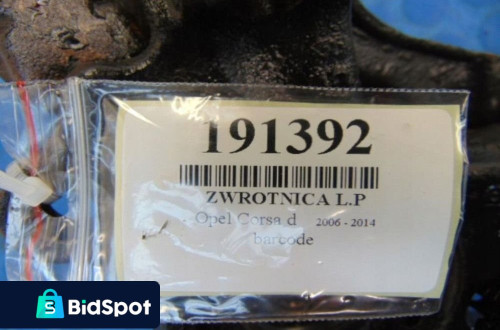 191392
ZWROTNICA L.P
Opel Corsa d 2006 - 2014
barcode
BidSpot